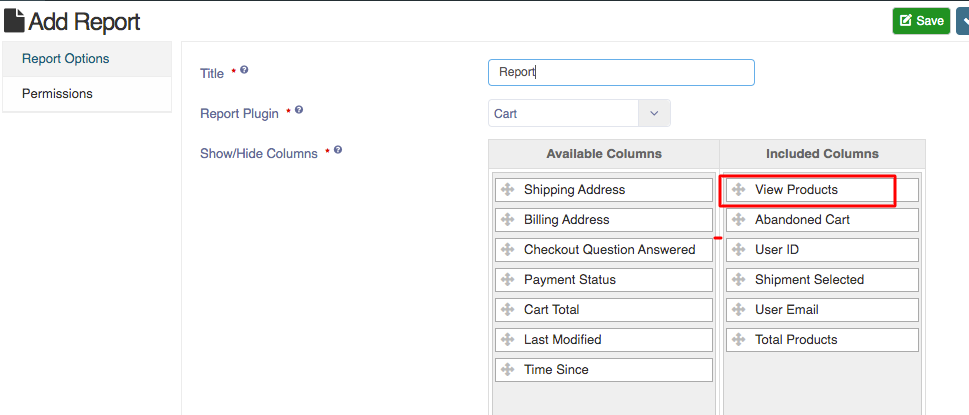 Add Report
Save
Report Options
Permissions
Title * ?
Report
Report Plugin * ?
Cart
Show/Hide Columns * ?
Available Columns
Included Columns
Shipping Address
Billing Address
Checkout Question Answered
Payment Status
Cart Total
Last Modified
Time Since
View Products
Abandoned Cart
User ID
Shipment Selected
User Email
Total Products